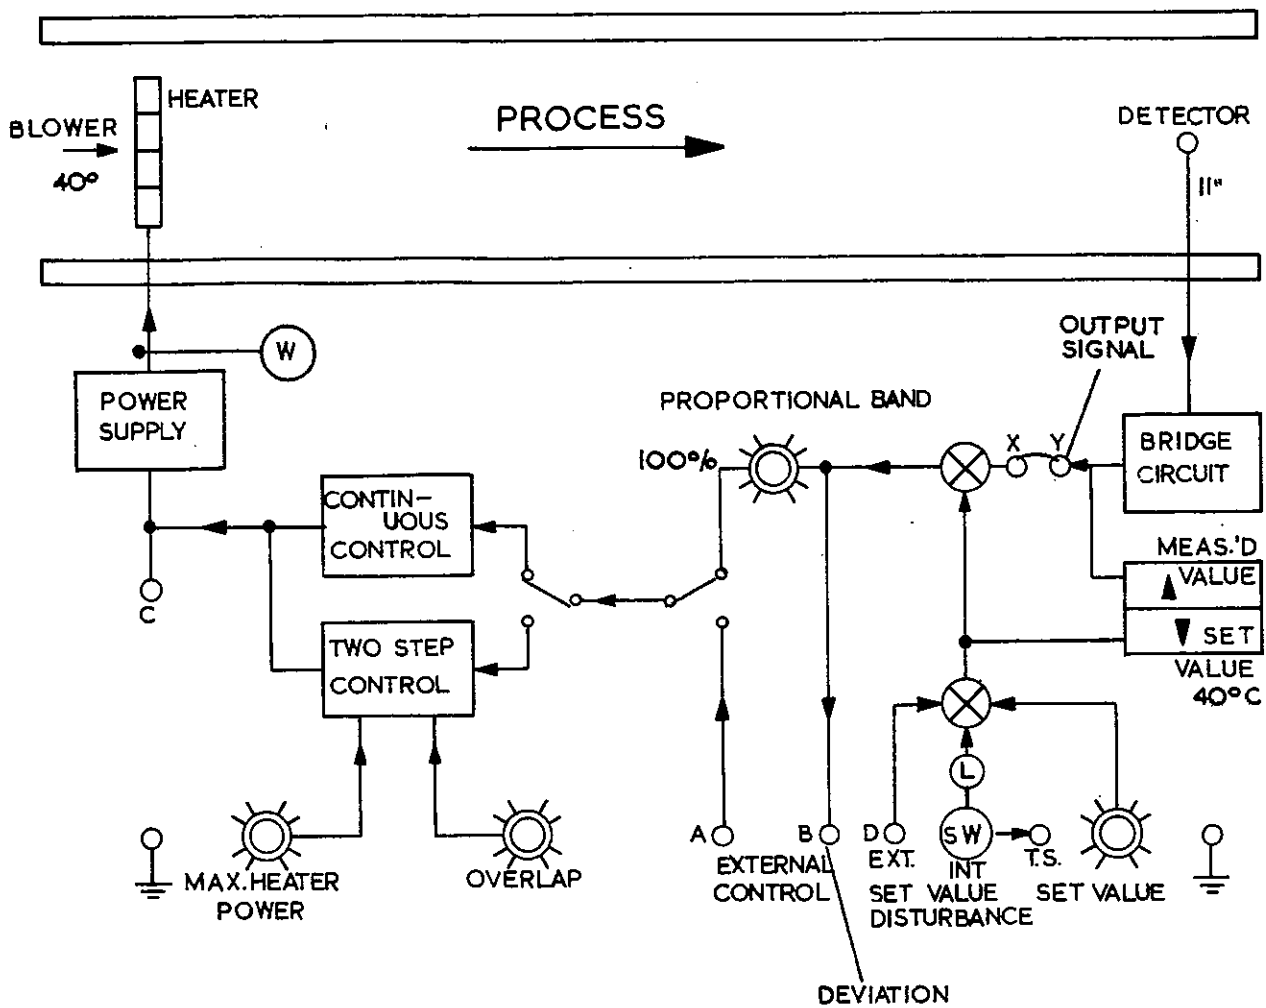 HEATER
BLOWER
40°
PROCESS
DETECTOR
11"
OUTPUT
SIGNAL
W
POWER
SUPPLY
PROPORTIONAL BAND
100%
X
Y
BRIDGE
CIRCUIT
CONTIN-
UOUS
CONTROL
MEAS.'D
VALUE
SET
VALUE
40°C
C
TWO STEP
CONTROL
L
A
B
D
SW
EXT.
INT
T.S.
MAX. HEATER
POWER
OVERLAP
EXTERNAL
CONTROL
SET VALUE
DISTURBANCE
SET VALUE
DEVIATION